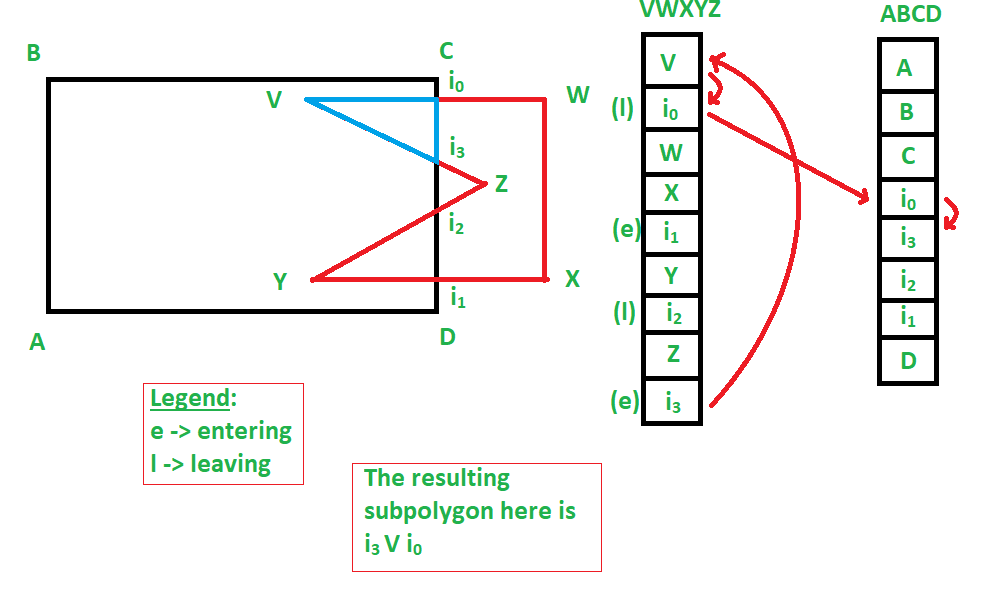 VWXYZ
ABCD
B
C
i₀
V
W
i₃
Z
i₂
Y
X
i₁
A
D
V
(l) i₀
W
X
(e) i₁
Y
(l) i₂
Z
(e) i₃
A
B
C
i₀
i₃
i₂
i₁
D
Legend:
e -> entering
l -> leaving
The resulting
subpolygon here is
i₃ V i₀